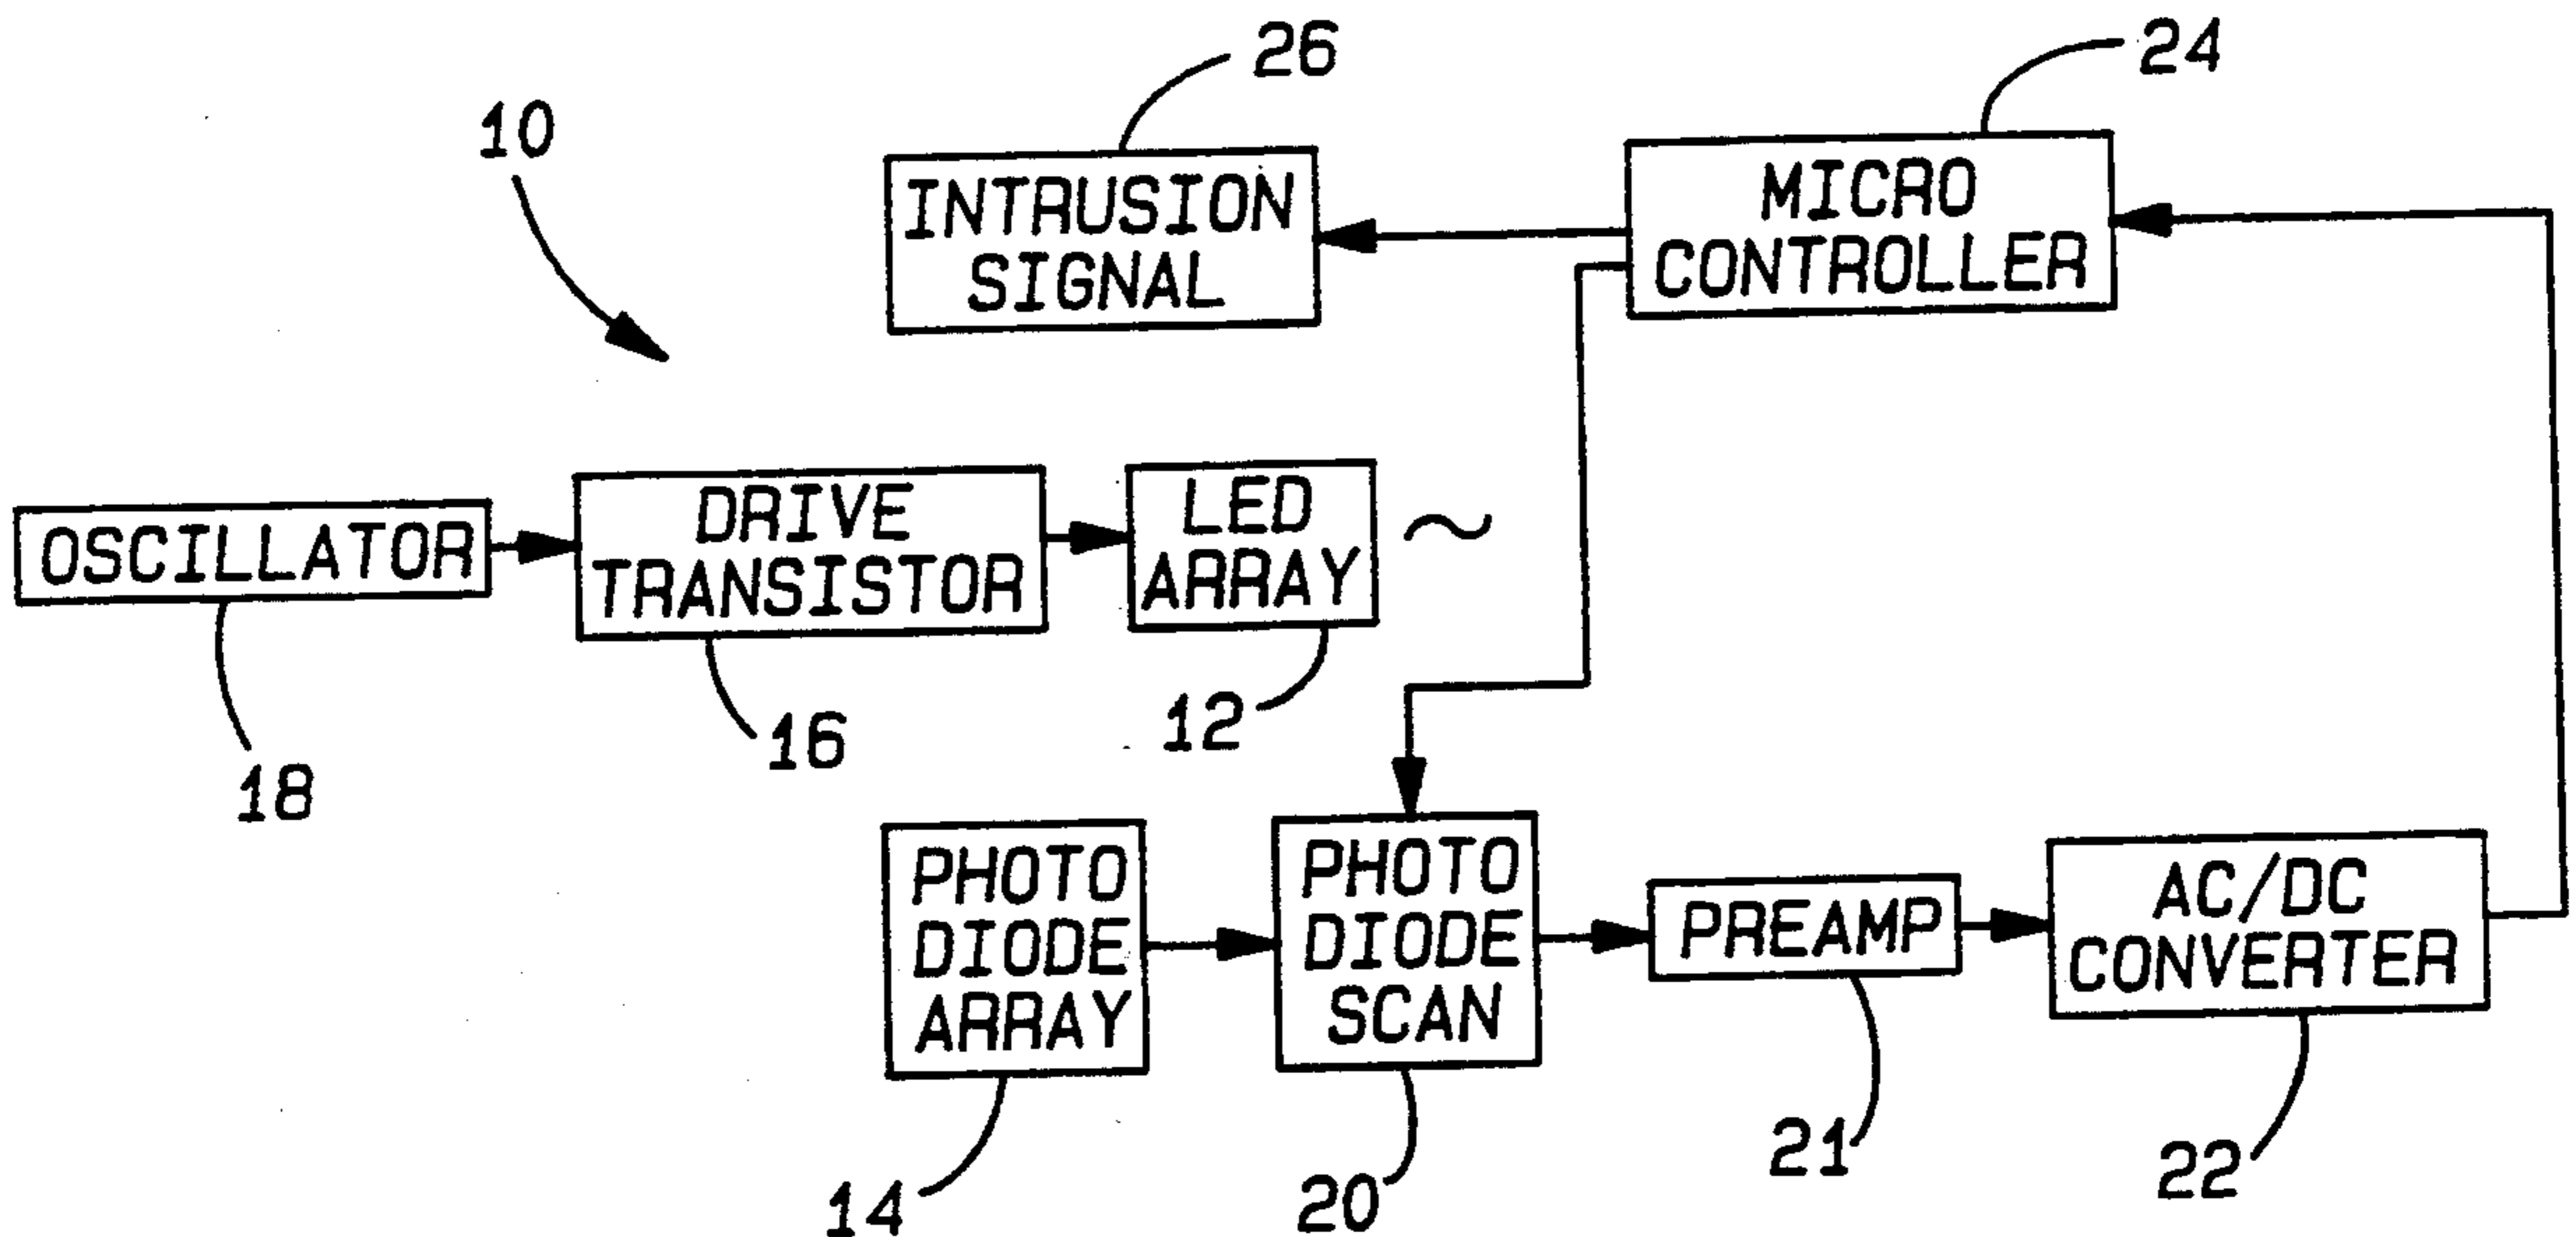 26
24
10
INTRUSION
SIGNAL
MICRO
CONTROLLER
OSCILLATOR
DRIVE
TRANSISTOR
LED
ARRAY
~
18
16
12
PHOTO
DIODE
ARRAY
PHOTO
DIODE
SCAN
PREAMP
AC/DC
CONVERTER
14
20
21
22